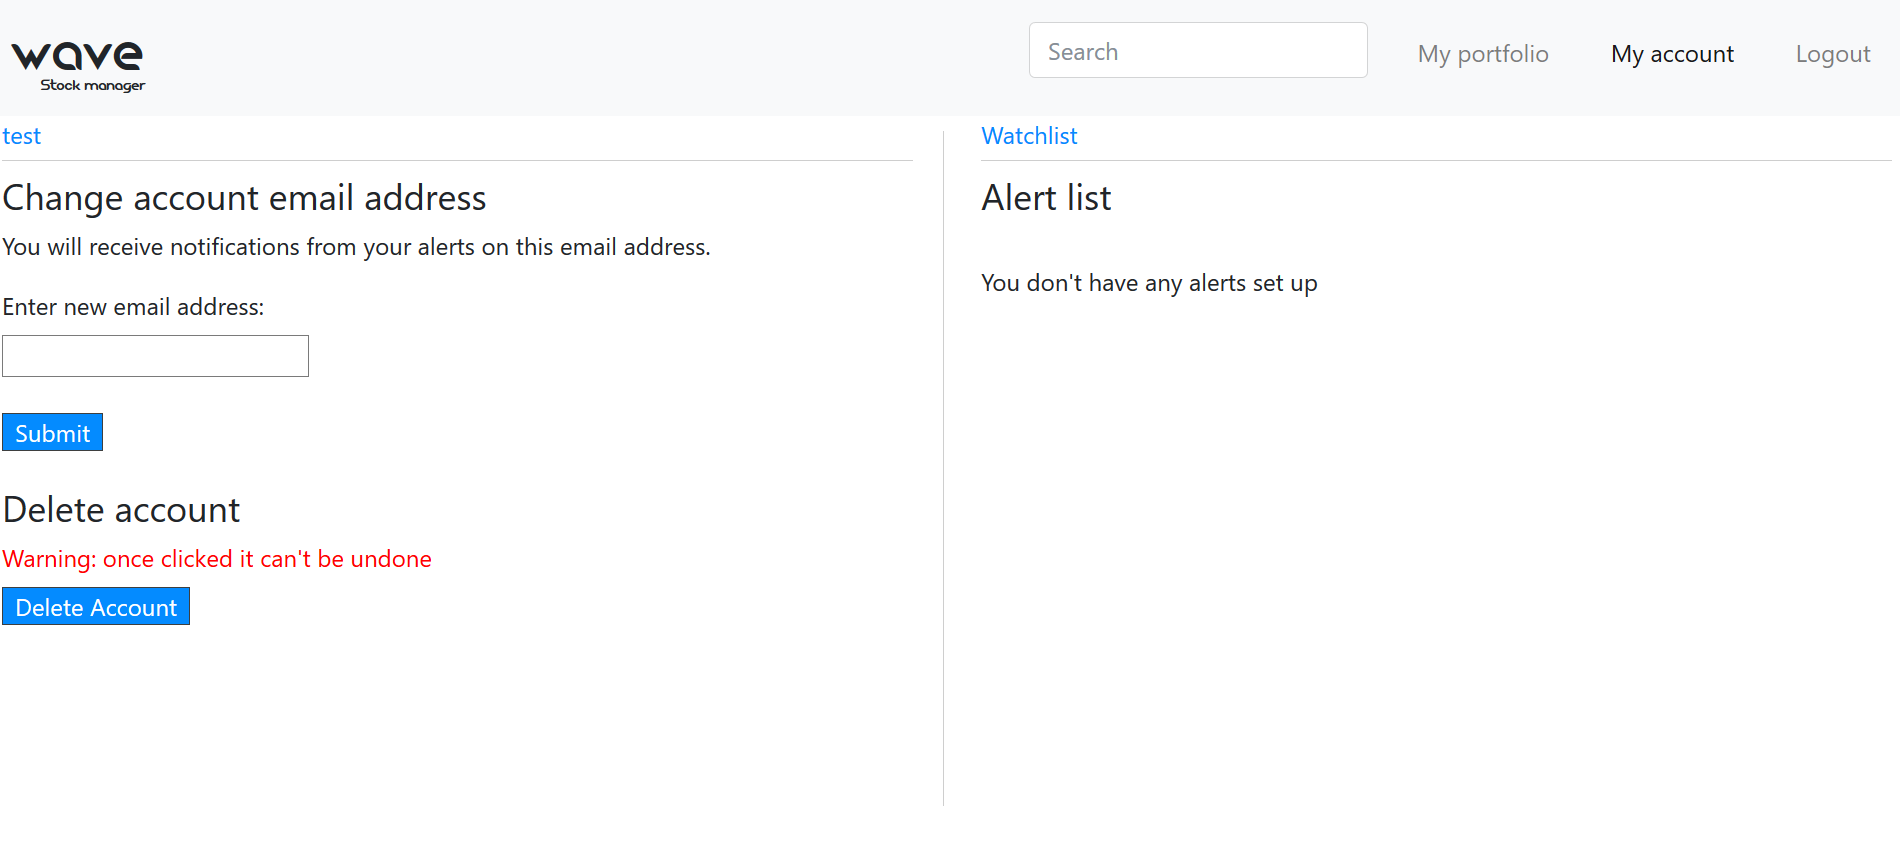 wave
Stock manager
Search
My portfolio
My account
Logout
test
Change account email address
You will receive notifications from your alerts on this email address.
Enter new email address:
Submit
Delete account
Warning: once clicked it can't be undone
Delete Account
Watchlist
Alert list
You don't have any alerts set up